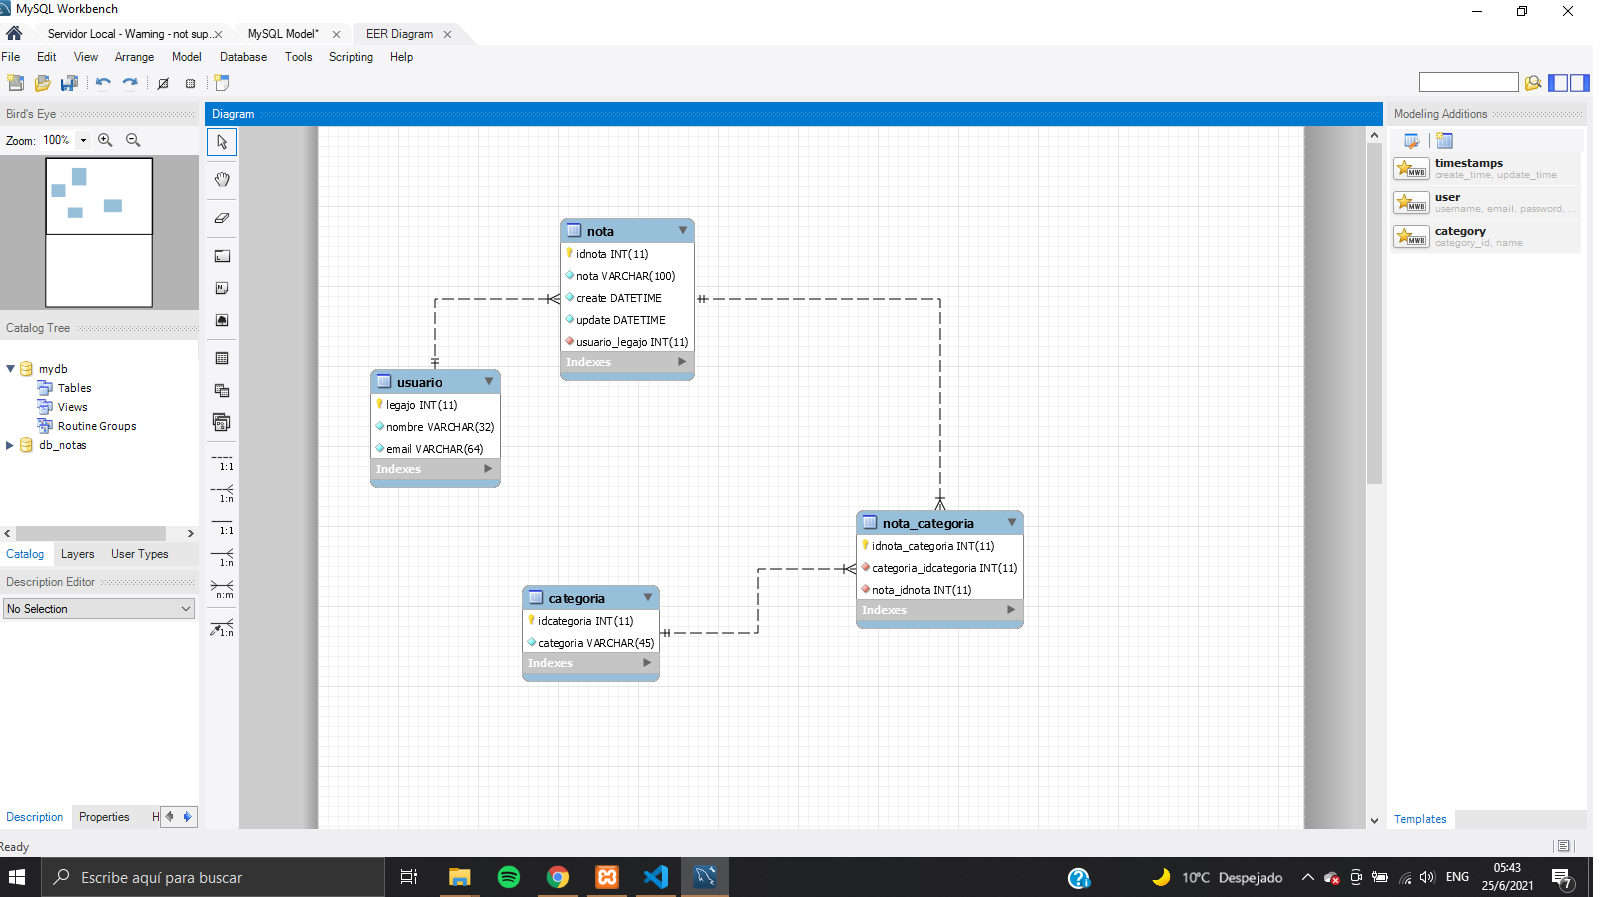 MySQL Workbench
Servidor Local - Warning - not sup...
MySQL Model*
EER Diagram
File Edit View Arrange Model Database Tools Scripting Help
Bird's Eye
Zoom: 100%
Diagram
Modeling Additions
timestamps
create_time, update_time
user
username, email, password, ...
category
category_id, name
nota
idnota INT(11)
nota VARCHAR(100)
create DATETIME
update DATETIME
usuario_legajo INT(11)
Indexes
Catalog Tree
mydb
Tables
Views
Routine Groups
db_notas
usuario
legajo INT(11)
nombre VARCHAR(32)
email VARCHAR(64)
Indexes
1:1
1:n
1:1
1:n
n:m
1:n
nota_categoria
idnota_categoria INT(11)
categoria_idcategoria INT(11)
nota_idnota INT(11)
Indexes
categoria
idcategoria INT(11)
categoria VARCHAR(45)
Indexes
Catalog Layers User Types
Description Editor
No Selection
Description Properties H
Templates
Ready
Escribe aquí para buscar
10°C Despejado
ENG
05:43
25/6/2021
7